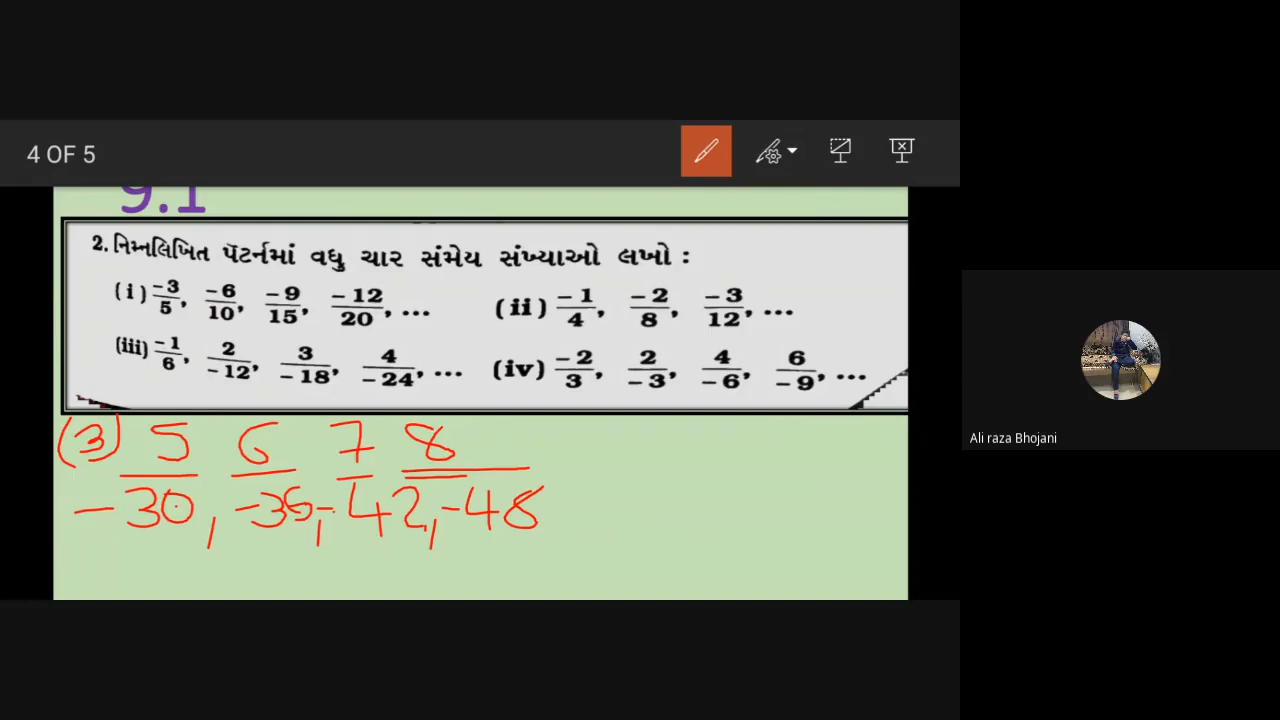 4 OF 5
9.1
2. નિમ્નલિખિત પૅટર્નમાં વધુ ચાર સંમેય સંખ્યાઓ લખો :
(i) -3/5, -6/10, -9/15, -12/20, ... (ii) -1/4, -2/8, -3/12, ...
(iii) -1/6, 2/-12, 3/-18, 4/-24, ... (iv) -2/3, 2/-3, 4/-6, 6/-9, ...
(3) 5 6 7 8
-30, -36, -42, -48
Ali raza Bhojani